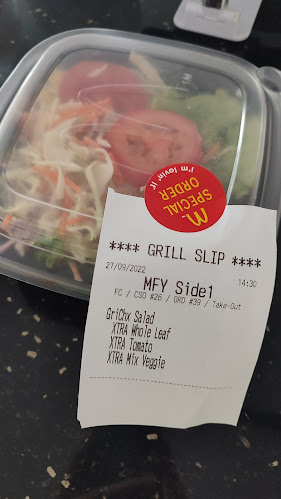 i'm lovin' it
M
SPECIAL
ORDER
**** GRILL SLIP ****
27/09/2022 14:30
MFY Side1
FC / CSO #26 / ORD #39 / Take-Out
GriChx Salad
XTRA Whole Leaf
XTRA Tomato
XTRA Mix Veggie